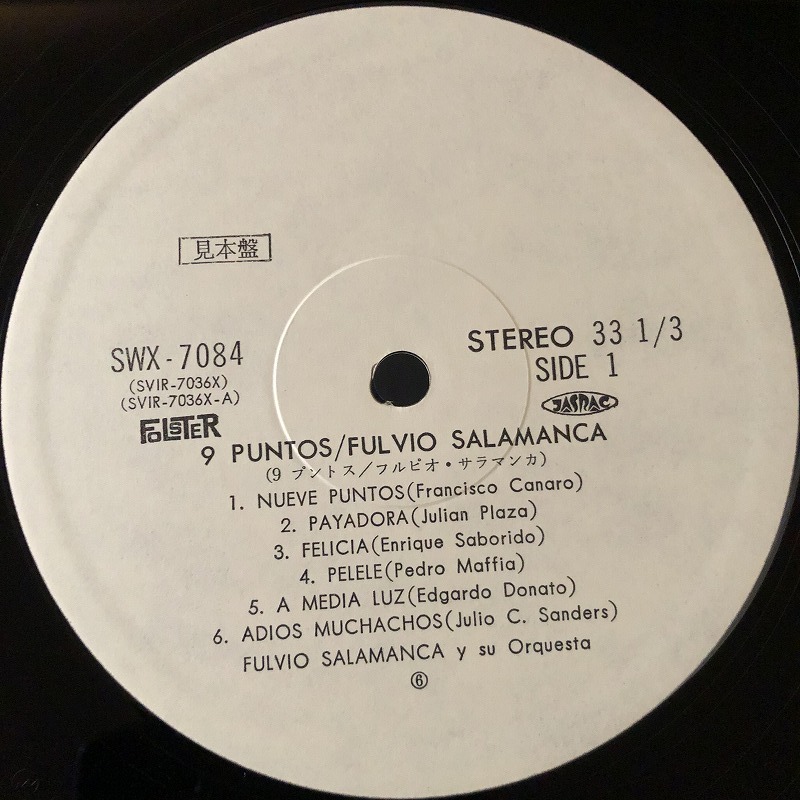 見本盤
SWX-7084
(SVIR-7036X)
(SVIR-7036X-A)
FOLSTER
STEREO 33 1/3
SIDE 1
JASRAC
9 PUNTOS/FULVIO SALAMANCA
(9 プントス/フルビオ・サラマンカ)
1. NUEVE PUNTOS(Francisco Canaro)
2. PAYADORA(Julian Plaza)
3. FELICIA(Enrique Saborido)
4. PELELE(Pedro Maffia)
5. A MEDIA LUZ(Edgardo Donato)
6. ADIOS MUCHACHOS(Julio C. Sanders)
FULVIO SALAMANCA y su Orquesta
⑥